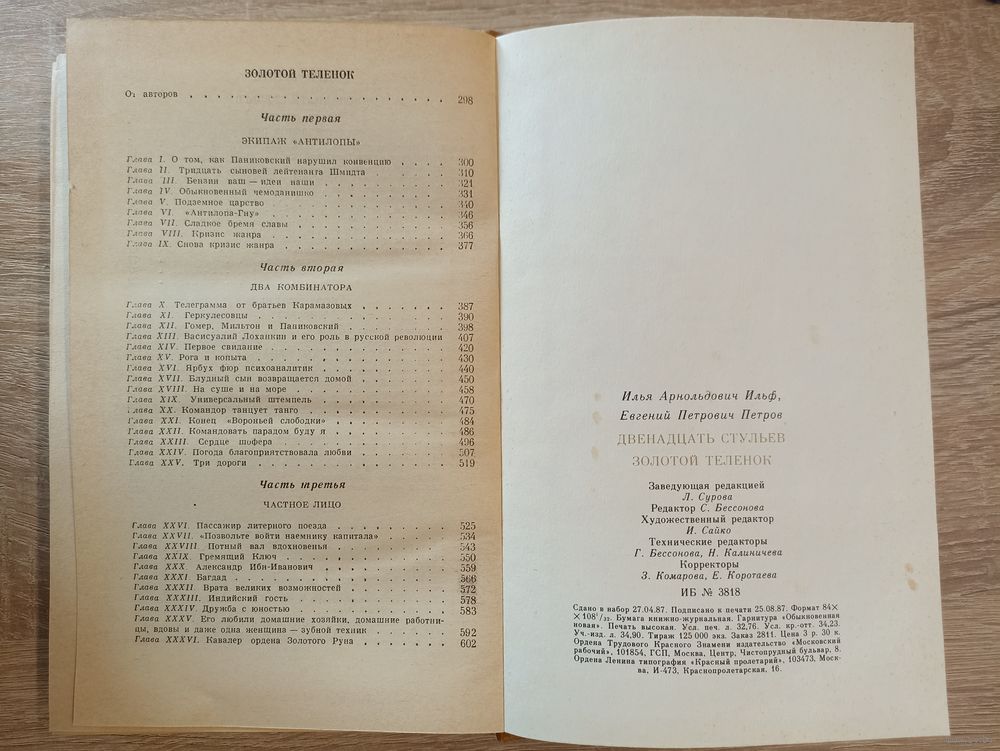 ЗОЛОТОЙ ТЕЛЕНОК
От авторов . . . . . . . . . . . . . . . . . . . . 298
Часть первая
ЭКИПАЖ «АНТИЛОПЫ»
Глава I. О том, как Паниковский нарушил конвенцию . . . . 300
Глава II. Тридцать сыновей лейтенанта Шмидта . . . . . . 310
Глава III. Бензин ваш — идеи наши . . . . . . . . . . 321
Глава IV. Обыкновенный чемоданишко . . . . . . . . . . 331
Глава V. Подземное царство . . . . . . . . . . . . . 340
Глава VI. «Антилопа-Гну» . . . . . . . . . . . . . . 346
Глава VII. Сладкое бремя славы . . . . . . . . . . . . 356
Глава VIII. Кризис жанра . . . . . . . . . . . . . . 366
Глава IX. Снова кризис жанра . . . . . . . . . . . . . 377
Часть вторая
ДВА КОМБИНАТОРА
Глава X Телеграмма от братьев Карамазовых . . . . . . . 387
Глава XI. Геркулесовцы . . . . . . . . . . . . . . . 390
Глава XII. Гомер, Мильтон и Паниковский . . . . . . . . 398
Глава XIII. Васисуалий Лоханкин и его роль в русской революции 407
Глава XIV. Первое свидание . . . . . . . . . . . . . . 420
Глава XV. Рога и копыта . . . . . . . . . . . . . . . 430
Глава XVI. Ярбух фюр психоаналитик . . . . . . . . . . 440
Глава XVII. Блудный сын возвращается домой . . . . . . . 450
Глава XVIII. На суше и на море . . . . . . . . . . . . 458
Глава XIX. Универсальный штемпель . . . . . . . . . . . 470
Глава XX. Командор танцует танго . . . . . . . . . . . 475
Глава XXI. Конец «Вороньей слободки» . . . . . . . . . . 484
Глава XXII. Командовать парадом буду я . . . . . . . . . 486
Глава XXIII. Сердце шофера . . . . . . . . . . . . . . 496
Глава XXIV. Погода благоприятствовала любви . . . . . . . 507
Глава XXV. Три дороги . . . . . . . . . . . . . . . . 519
Часть третья
ЧАСТНОЕ ЛИЦО
Глава XXVI. Пассажир литерного поезда . . . . . . . . . 525
Глава XXVII. «Позвольте войти наемнику капитала» . . . . . 534
Глава XXVIII. Потный вал вдохновенья . . . . . . . . . . 543
Глава XXIX. Гремящий Ключ . . . . . . . . . . . . . . 550
Глава XXX. Александр Ибн-Иванович . . . . . . . . . . . 559
Глава XXXI. Багдад . . . . . . . . . . . . . . . . . 566
Глава XXXII. Врата великих возможностей . . . . . . . . 572
Глава XXXIII. Индийский гость . . . . . . . . . . . . . 578
Глава XXXIV. Дружба с юностью . . . . . . . . . . . . . 583
Глава XXXV. Его любили домашние хозяйки, домашние работни-
цы, вдовы и даже одна женщина — зубной техник . . . . . . 592
Глава XXXVI. Кавалер ордена Золотого Руна . . . . . . . . 602
Илья Арнольдович Ильф,
Евгений Петрович Петров
ДВЕНАДЦАТЬ СТУЛЬЕВ
ЗОЛОТОЙ ТЕЛЕНОК
Заведующая редакцией
Л. Сурова
Редактор С. Бессонова
Художественный редактор
И. Сайко
Технические редакторы
Г. Бессонова, Н. Калиничева
Корректоры
З. Комарова, Е. Коротаева
ИБ № 3818
Сдано в набор 27.04.87. Подписано к печати 25.08.87. Формат 84×
×108¹/₃₂. Бумага книжно-журнальная. Гарнитура «Обыкновенная
новая». Печать высокая. Усл. печ. л. 32,76. Усл. кр.-отт. 34,23.
Уч.-изд. л. 34,90. Тираж 125 000 экз. Заказ 2811. Цена 3 р. 30 к.
Ордена Трудового Красного Знамени издательство «Московский
рабочий», 101854, ГСП, Москва, Центр, Чистопрудный бульвар, 8.
Ордена Ленина типография «Красный пролетарий», 103473, Моск-
ва, И-473, Краснопролетарская, 16.